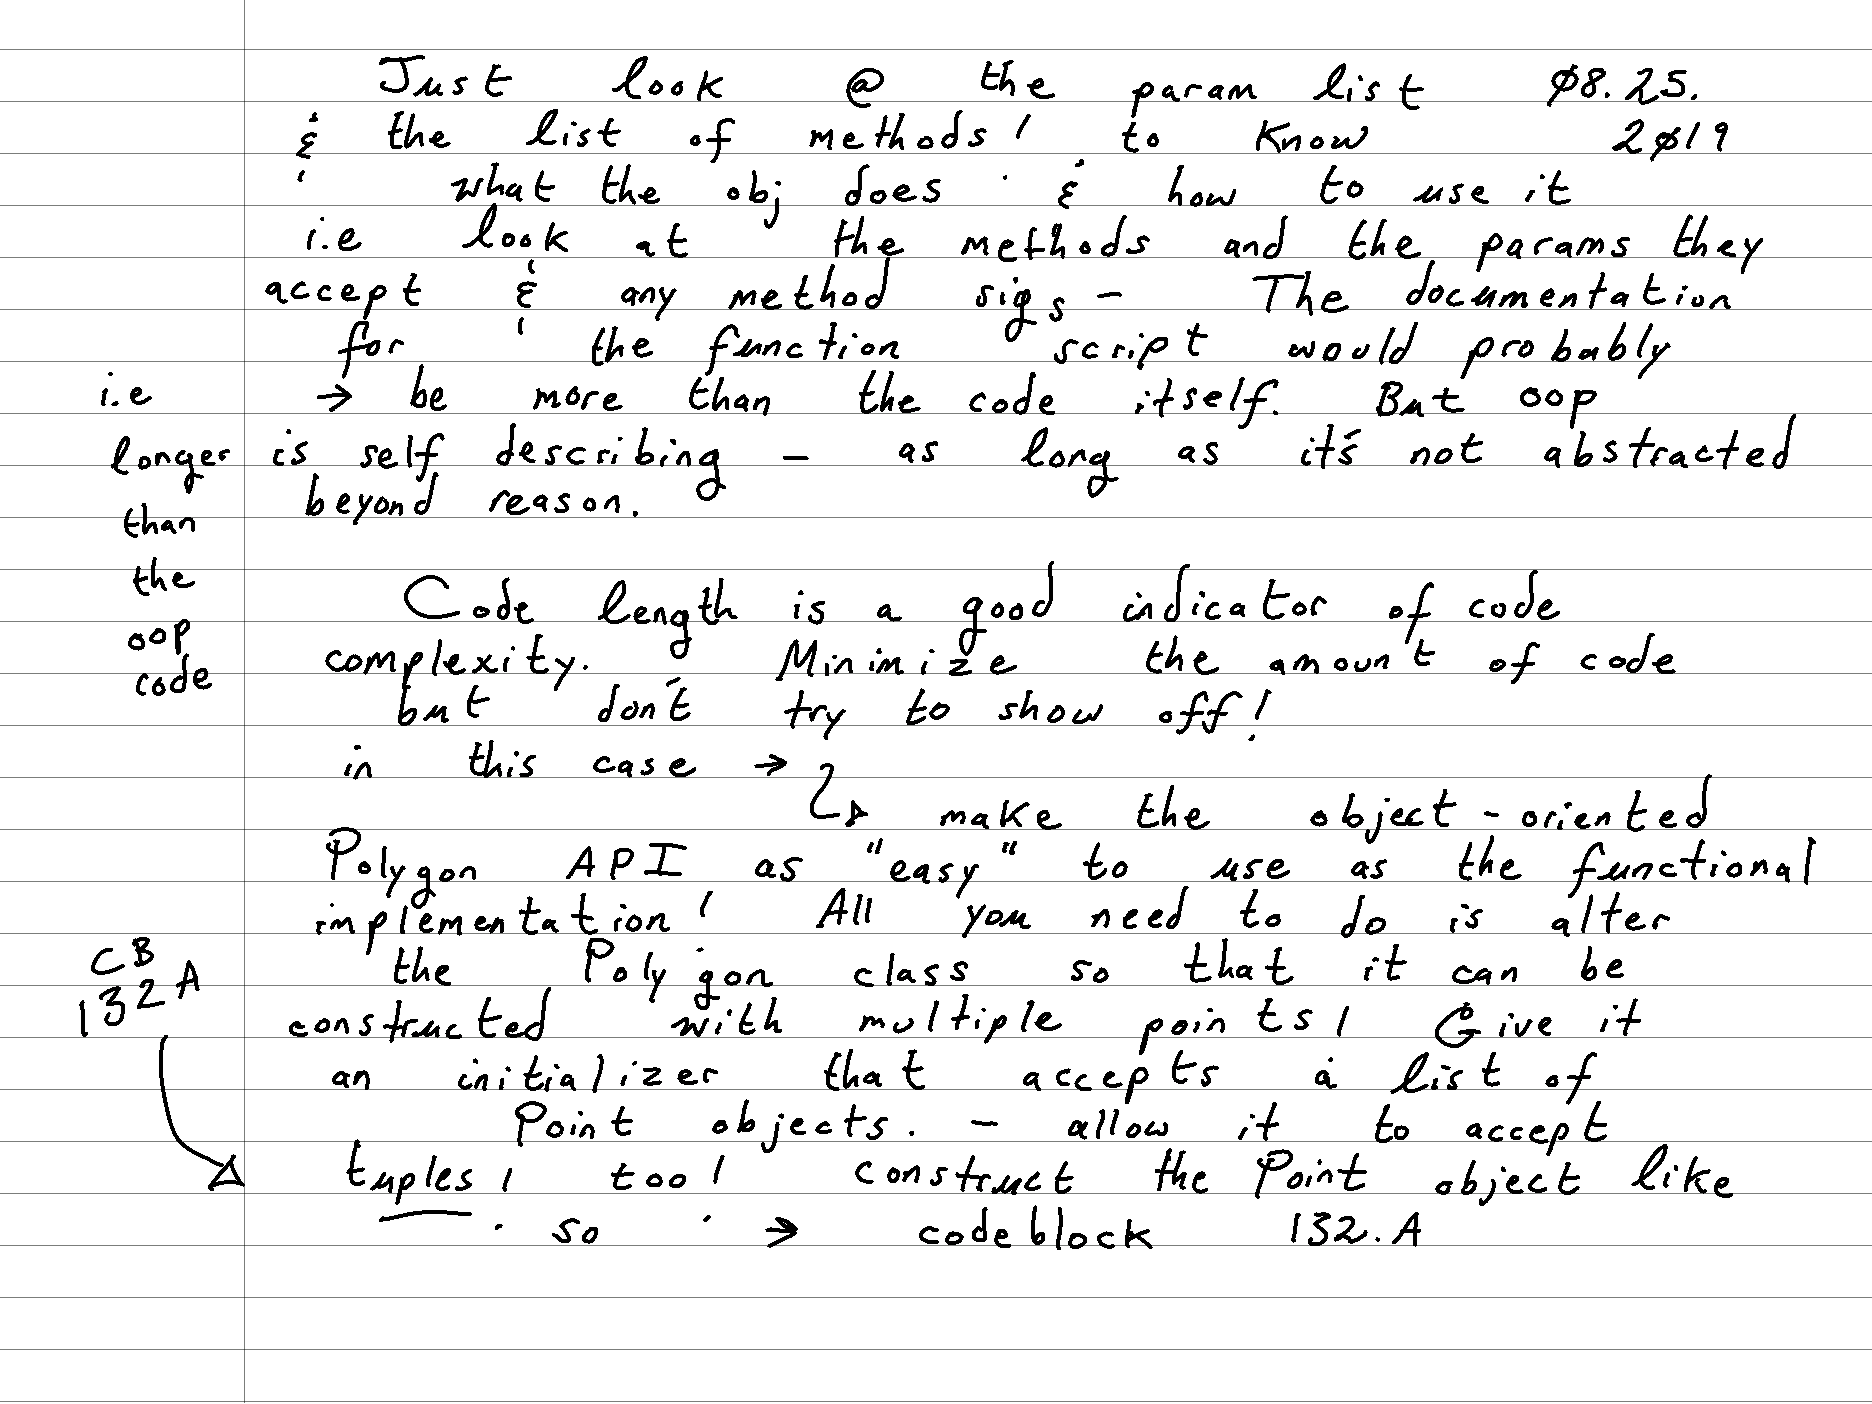 Just look @ the param list ø8.25.
& the list of methods! to know 2ø19
what the obj does & how to use it
i.e look at the methods and the params they
accept & any method sigs - The documentation
for the function script would probably
i.e → be more than the code itself. But oop
longer is self describing - as long as it's not abstracted
than beyond reason.
the
oop
code
Code length is a good indicator of code
complexity. Minimize the amount of code
but don't try to show off!
in this case →
make the object-oriented
Polygon API as "easy" to use as the functional
implementation! All you need to do is alter
CB the Polygon class so that it can be
132A constructed with multiple points! Give it
an initializer that accepts a list of
Point objects. - allow it to accept
tuples! too! construct the Point object like
so → codeblock 132.A